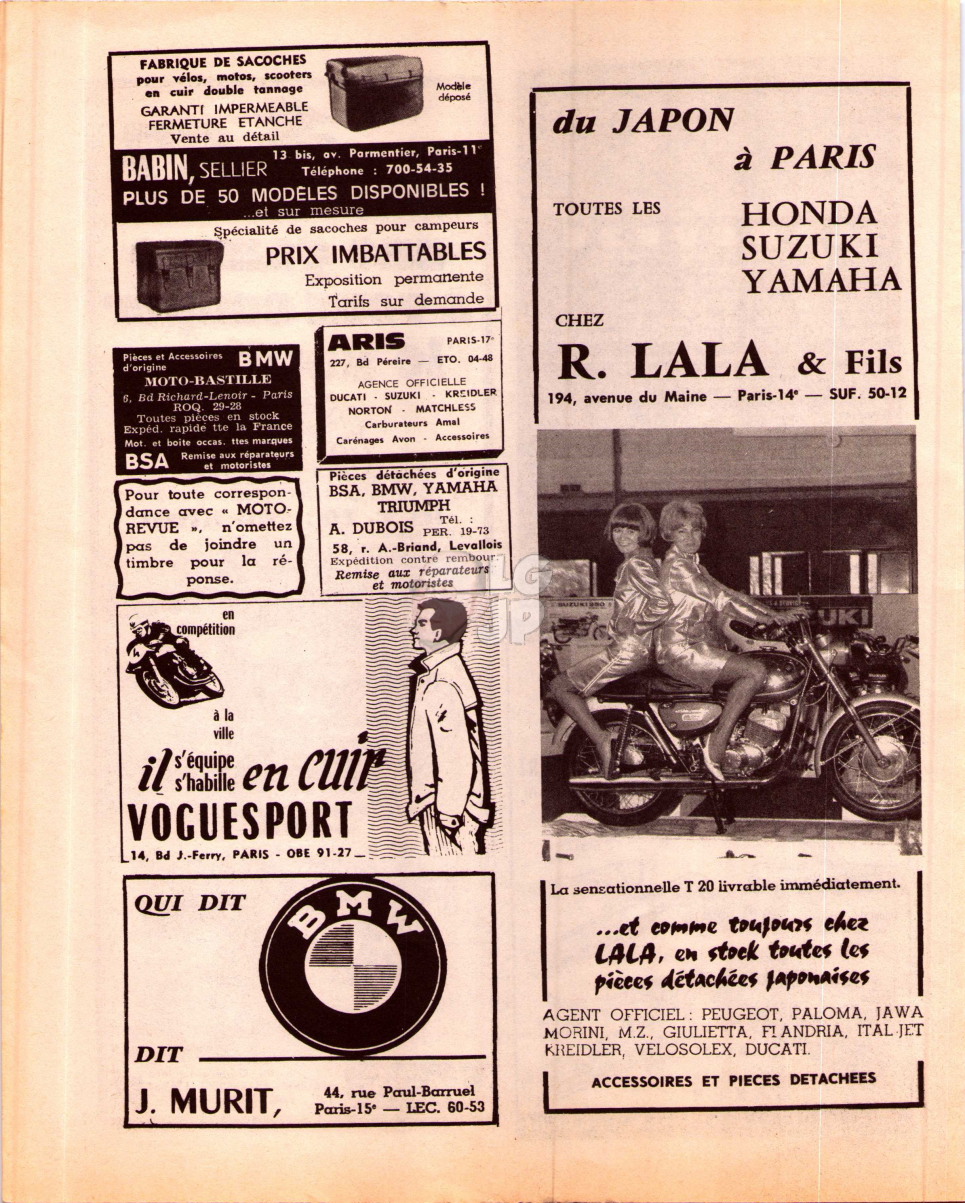 FABRIQUE DE SACOCHES
pour vélos, motos, scooters
en cuir double tannage
GARANTI IMPERMEABLE
FERMETURE ETANCHE
Vente au détail
Modèle
déposé
BABIN, SELLIER
13 bis, av. Parmentier, Paris-11e
Téléphone : 700-54-35
PLUS DE 50 MODÈLES DISPONIBLES !
...et sur mesure
Spécialité de sacoches pour campeurs
PRIX IMBATTABLES
Exposition permanente
Tarifs sur demande
Pièces et Accessoires
d'origine
BMW
MOTO-BASTILLE
6, Bd Richard-Lenoir - Paris
ROQ. 29-28
Toutes pièces en stock
Expéd. rapide tte la France
Mot. et boite occas. ttes marques
BSA
Remise aux réparateurs
et motoristes
ARIS
PARIS-17e
227, Bd Péreire — ETO. 04-48
AGENCE OFFICIELLE
DUCATI - SUZUKI - KREIDLER
NORTON - MATCHLESS
Carburateurs Amal
Carénages Avon - Accessoires
Pour toute correspon-
dance avec « MOTO-
REVUE », n'omettez
pas de joindre un
timbre pour la ré-
ponse.
Pièces détachées d'origine
BSA, BMW, YAMAHA
TRIUMPH
A. DUBOIS
Tél. :
PER. 19-73
58, r. A.-Briand, Levallois
Expédition contre rembour.
Remise aux réparateurs
et motoristes
en
compétition
à la
ville
il s'équipe
s'habille
en cuir
VOGUESPORT
14, Bd J.-Ferry, PARIS - OBE 91-27
QUI DIT
BMW
DIT
J. MURIT,
44, rue Paul-Barruel
Paris-15e — LEC. 60-53
du JAPON
à PARIS
TOUTES LES
HONDA
SUZUKI
YAMAHA
CHEZ
R. LALA & Fils
194, avenue du Maine — Paris-14e — SUF. 50-12
SUZUKI
UKI
LG
UP
La sensationnelle T 20 livrable immédiatement.
...et comme toujours chez
LALA, en stock toutes les
pièces détachées japonaises
AGENT OFFICIEL : PEUGEOT, PALOMA, JAWA
MORINI, M.Z., GIULIETTA, FLANDRIA, ITAL JET
KREIDLER, VELOSOLEX, DUCATI.
ACCESSOIRES ET PIECES DETACHEES